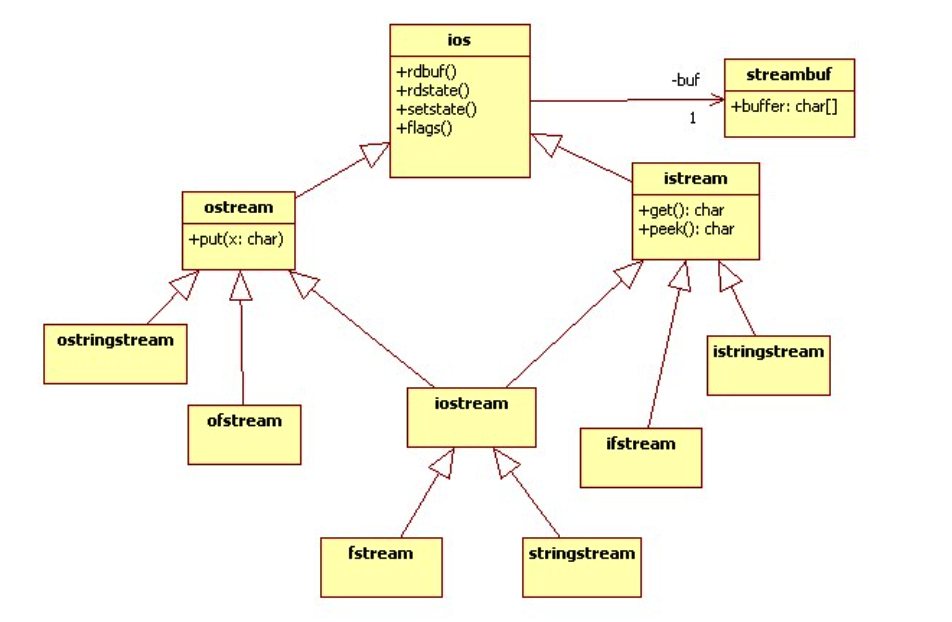 ios
+rdbuf()
+rdstate()
+setstate()
+flags()
-buf
1
streambuf
+buffer: char[]
ostream
+put(x: char)
istream
+get(): char
+peek(): char
ostringstream
ofstream
iostream
ifstream
istringstream
fstream
stringstream